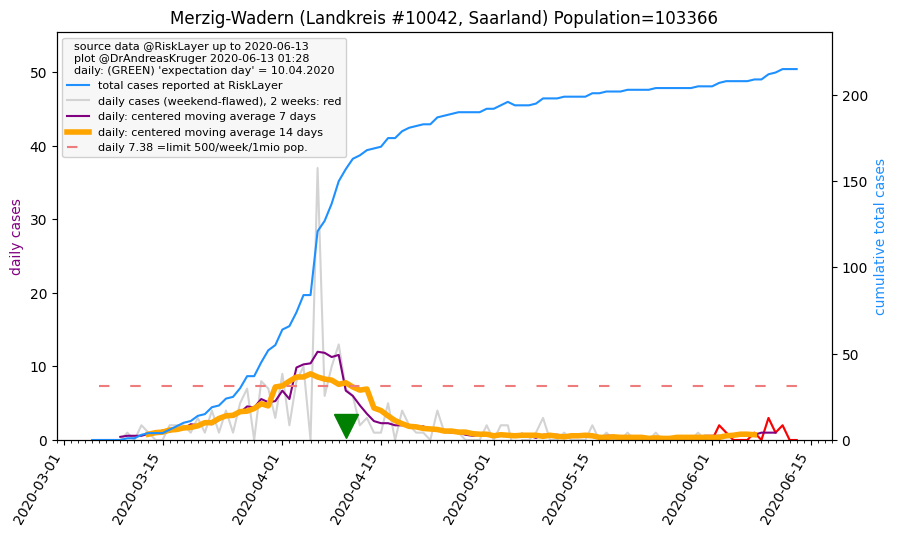 Merzig-Wadern (Landkreis #10042, Saarland) Population=103366
source data @RiskLayer up to 2020-06-13
plot @DrAndreasKruger 2020-06-13 01:28
daily: (GREEN) 'expectation day' = 10.04.2020
total cases reported at RiskLayer
daily cases (weekend-flawed), 2 weeks: red
daily: centered moving average 7 days
daily: centered moving average 14 days
daily 7.38 =limit 500/week/1mio pop.
daily cases
50
40
30
20
10
0
cumulative total cases
200
150
100
50
0
2020-03-01
2020-03-15
2020-04-01
2020-04-15
2020-05-01
2020-05-15
2020-06-01
2020-06-15